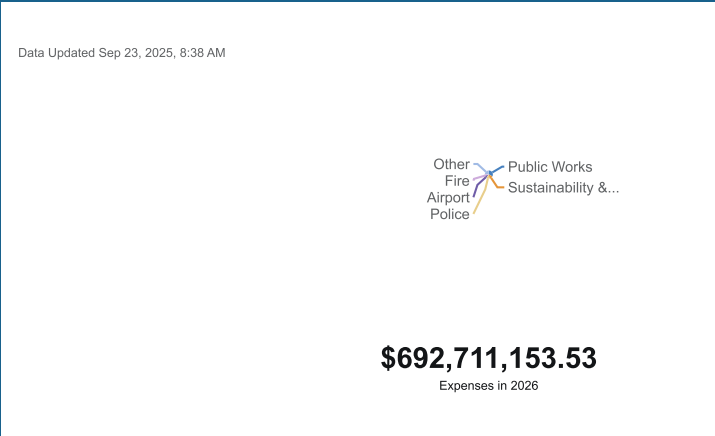 Data Updated Sep 23, 2025, 8:38 AM
Other
Public Works
Fire
Sustainability &...
Airport
Police
$692,711,153.53
Expenses in 2026